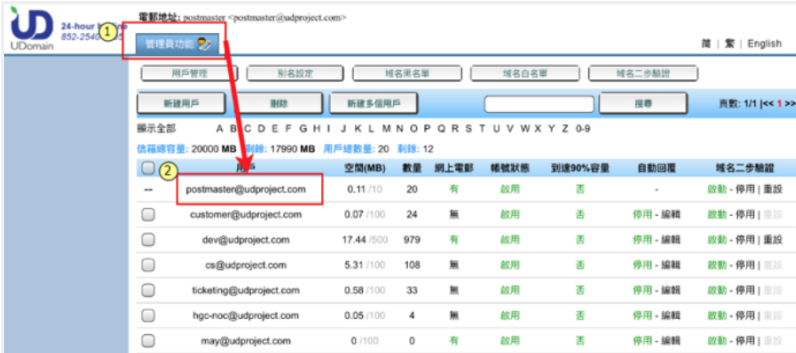 電郵地址: postmaster <postmaster@udproject.com>
UDomain
24-hour
852-2540
1
管理員功能
简 | 繁 | English
用戶管理 別名設定 域名黑名單 域名白名單 域名二步驗證
新建用戶 刪除 新建多個用戶 搜尋 頁數: 1/1 |<< 1 >>
顯示全部 A B C D E F G H I J K L M N O P Q R S T U V W X Y Z 0-9
信箱總容量: 20000 MB 剩餘: 17990 MB 用戶總數量: 20 剩餘: 12
2
用戶 空間(MB) 數量 網上電郵 帳號狀態 到達90%容量 自動回覆 域名二步驗證
-- postmaster@udproject.com 0.11 /10 20 有 啟用 否 - 啟動 - 停用 | 重設
customer@udproject.com 0.07 /100 24 無 啟用 否 停用 - 編輯 啟動 - 停用 | 重設
dev@udproject.com 17.44 /500 979 有 啟用 否 停用 - 編輯 啟動 - 停用 | 重設
cs@udproject.com 5.31 /100 108 無 啟用 否 停用 - 編輯 啟動 - 停用 | 重設
ticketing@udproject.com 0.58 /100 33 無 啟用 否 停用 - 編輯 啟動 - 停用 | 重設
hgc-noc@udproject.com 0.05 /100 4 無 啟用 否 停用 - 編輯 啟動 - 停用 | 重設
may@udproject.com 0 /100 0 有 啟用 否 停用 - 編輯 啟動 - 停用 | 重設